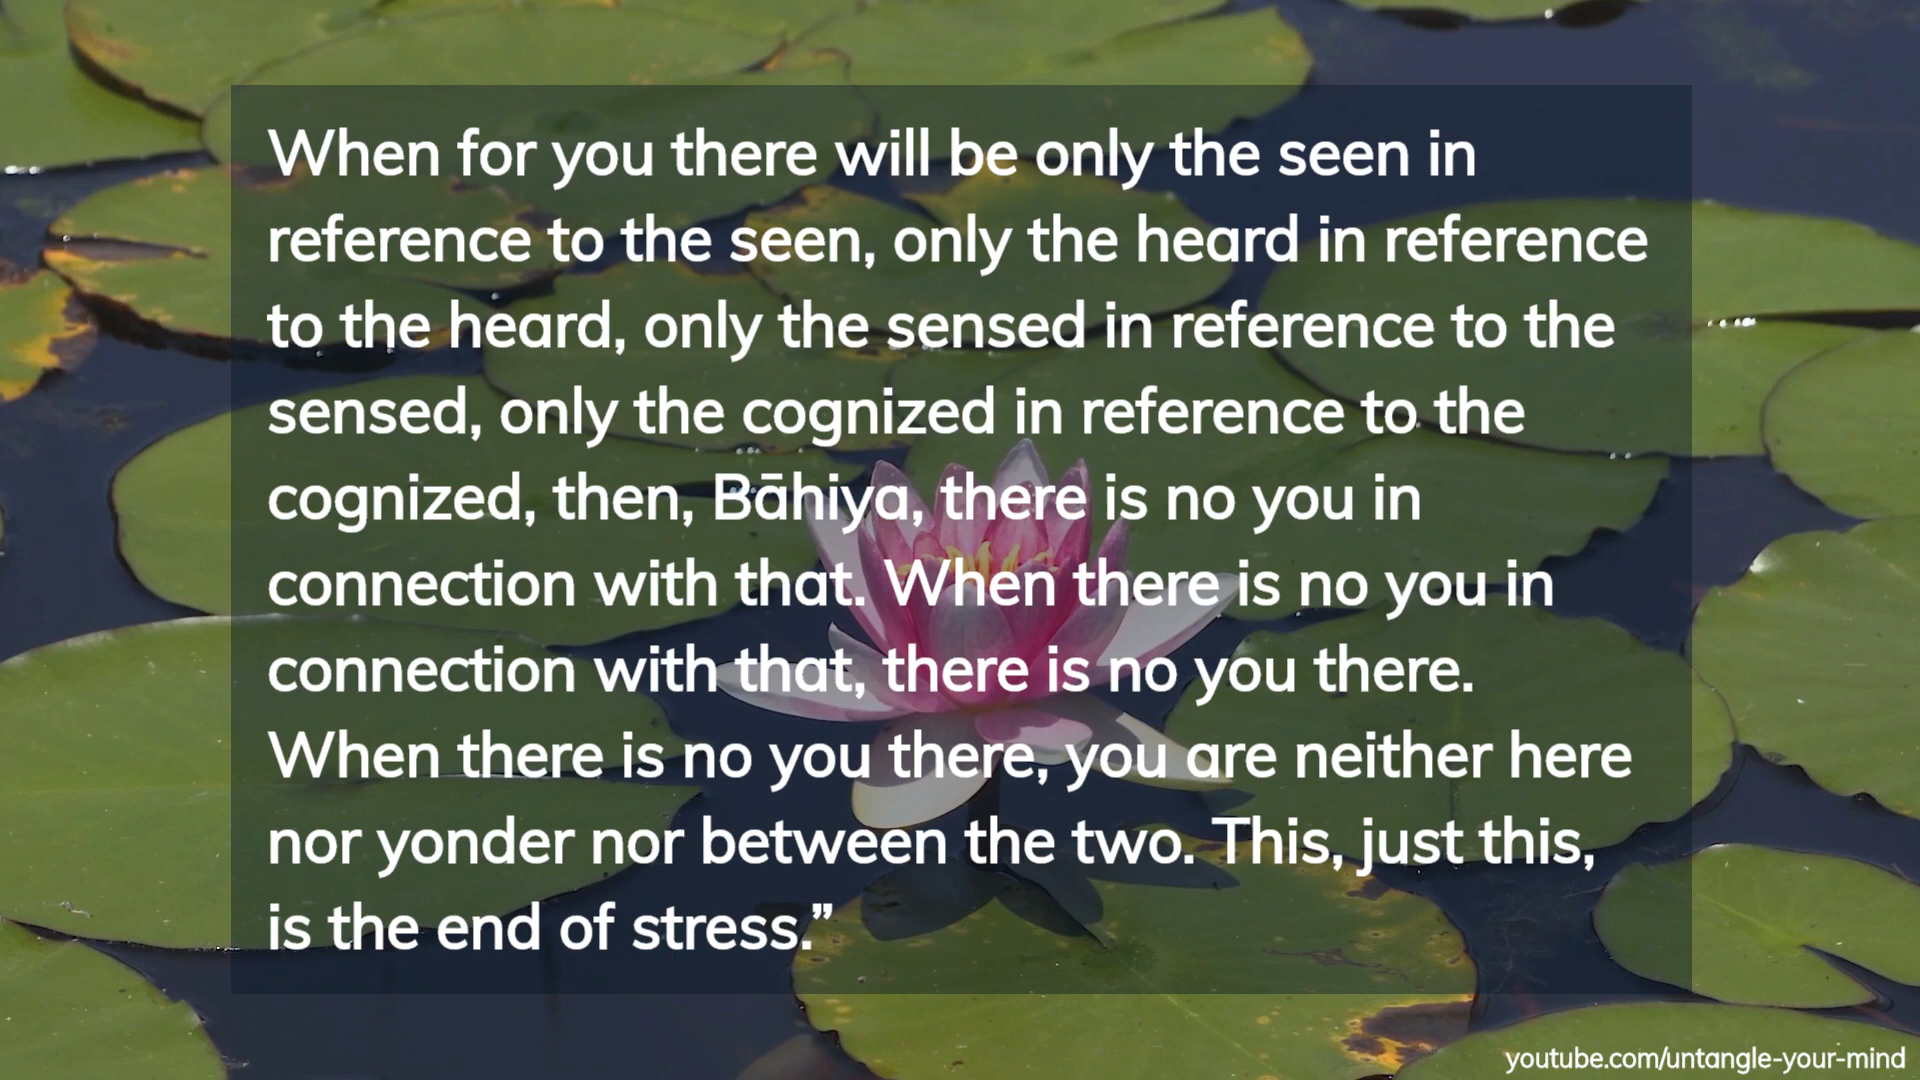 When for you there will be only the seen in
reference to the seen, only the heard in reference
to the heard, only the sensed in reference to the
sensed, only the cognized in reference to the
cognized, then, Bāhiya, there is no you in
connection with that. When there is no you in
connection with that, there is no you there.
When there is no you there, you are neither here
nor yonder nor between the two. This, just this,
is the end of stress.”
youtube.com/untangle-your-mind